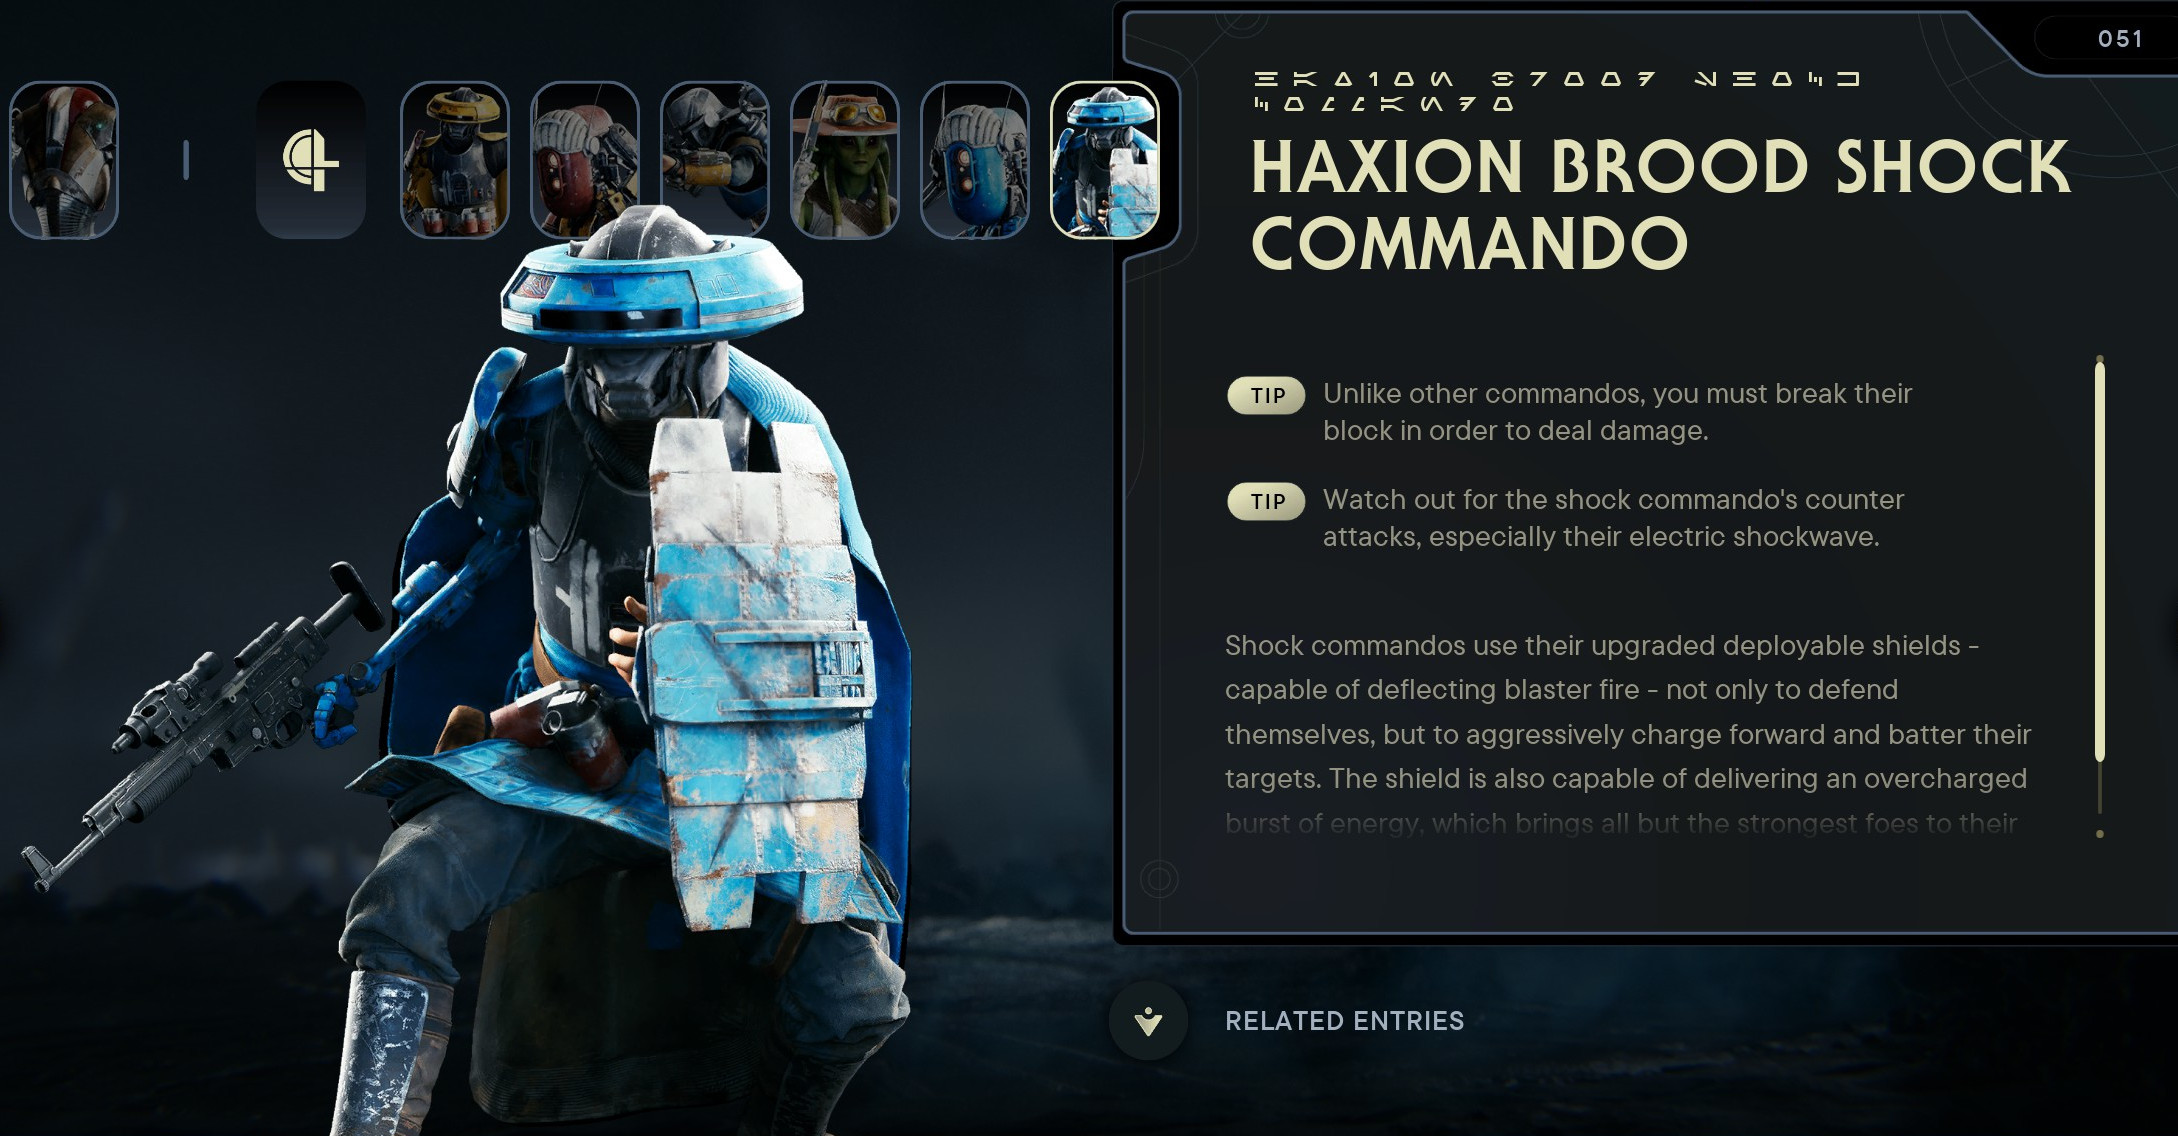 051
HAXION BROOD SHOCK
COMMANDO
TIP Unlike other commandos, you must break their
block in order to deal damage.
TIP Watch out for the shock commando's counter
attacks, especially their electric shockwave.
Shock commandos use their upgraded deployable shields -
capable of deflecting blaster fire - not only to defend
themselves, but to aggressively charge forward and batter their
targets. The shield is also capable of delivering an overcharged
burst of energy, which brings all but the strongest foes to their
RELATED ENTRIES